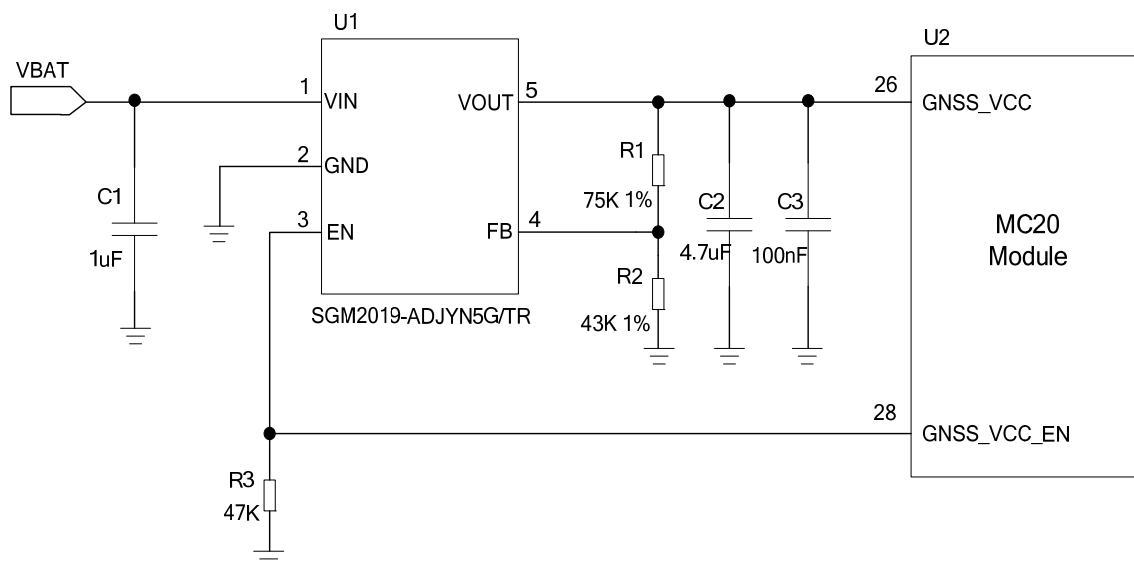 U1
U2
VBAT
1
VIN
VOUT
5
26
GNSS_VCC
2
GND
R1
75K 1%
C1
1uF
3
EN
FB
4
C2
4.7uF
C3
100nF
MC20
Module
R2
43K 1%
SGM2019-ADJYN5G/TR
28
GNSS_VCC_EN
R3
47K